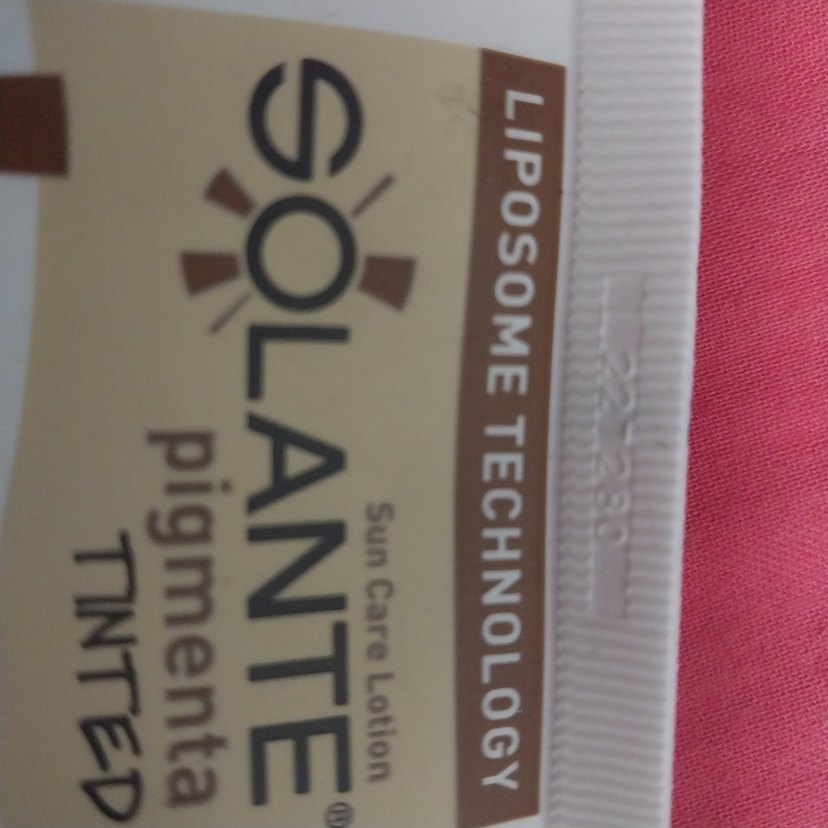 LIPOSOME TECHNOLOGY
Sun Care Lotion
SOLANTE®
pigmenta
TINTED